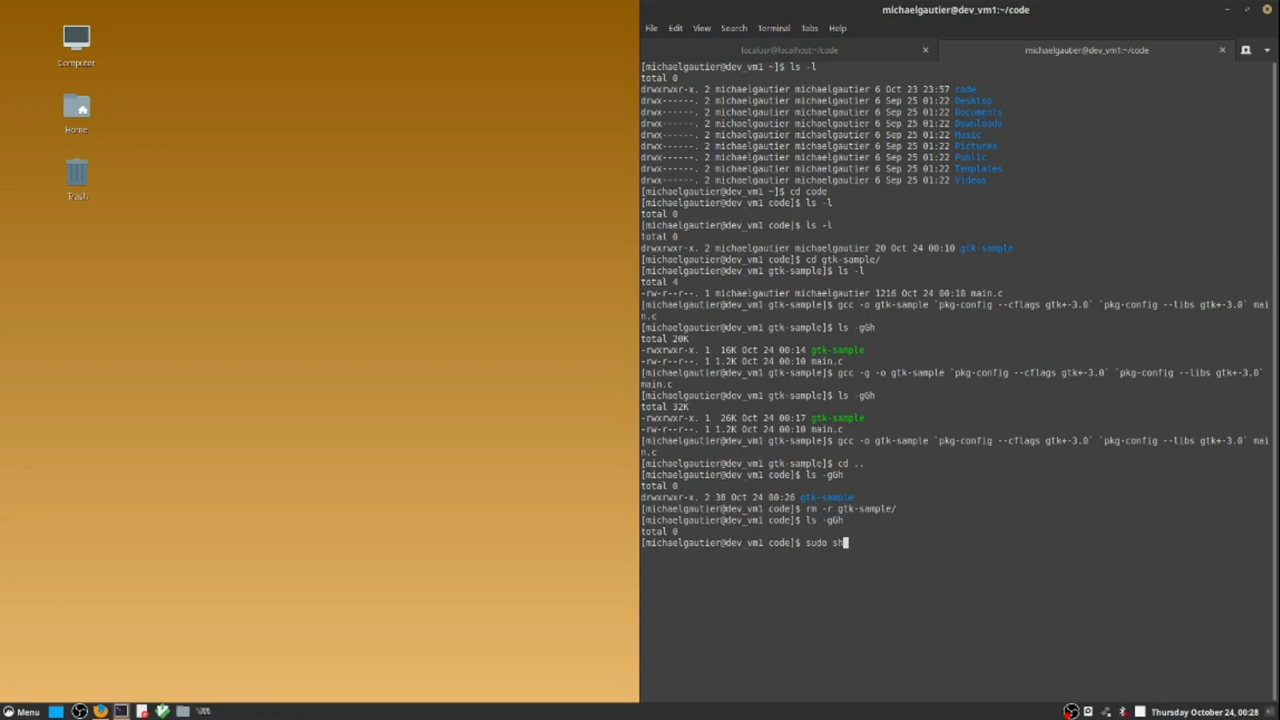 Computer
Home
Trash
michaelgautier@dev_vm1:~/code
File Edit View Search Terminal Tabs Help
localusr@localhost:~/code
michaelgautier@dev_vm1:~/code
[michaelgautier@dev_vm1 ~]$ ls -l
total 0
drwxrwxr-x. 2 michaelgautier michaelgautier 6 Oct 23 23:57 code
drwx------. 2 michaelgautier michaelgautier 6 Sep 25 01:22 Desktop
drwx------. 2 michaelgautier michaelgautier 6 Sep 25 01:22 Documents
drwx------. 2 michaelgautier michaelgautier 6 Sep 25 01:22 Downloads
drwx------. 2 michaelgautier michaelgautier 6 Sep 25 01:22 Music
drwx------. 2 michaelgautier michaelgautier 6 Sep 25 01:22 Pictures
drwx------. 2 michaelgautier michaelgautier 6 Sep 25 01:22 Public
drwx------. 2 michaelgautier michaelgautier 6 Sep 25 01:22 Templates
drwx------. 2 michaelgautier michaelgautier 6 Sep 25 01:22 Videos
[michaelgautier@dev_vm1 ~]$ cd code
[michaelgautier@dev_vm1 code]$ ls -l
total 0
[michaelgautier@dev_vm1 code]$ ls -l
total 0
drwxrwxr-x. 2 michaelgautier michaelgautier 20 Oct 24 00:10 gtk-sample
[michaelgautier@dev_vm1 code]$ cd gtk-sample/
[michaelgautier@dev_vm1 gtk-sample]$ ls -l
total 4
-rw-r--r--. 1 michaelgautier michaelgautier 1216 Oct 24 00:10 main.c
[michaelgautier@dev_vm1 gtk-sample]$ gcc -o gtk-sample `pkg-config --cflags gtk+-3.0` `pkg-config --libs gtk+-3.0` mai
n.c
[michaelgautier@dev_vm1 gtk-sample]$ ls -gGh
total 20K
-rwxrwxr-x. 1  16K Oct 24 00:14 gtk-sample
-rw-r--r--. 1 1.2K Oct 24 00:10 main.c
[michaelgautier@dev_vm1 gtk-sample]$ gcc -g -o gtk-sample `pkg-config --cflags gtk+-3.0` `pkg-config --libs gtk+-3.0`
main.c
[michaelgautier@dev_vm1 gtk-sample]$ ls -gGh
total 32K
-rwxrwxr-x. 1  26K Oct 24 00:17 gtk-sample
-rw-r--r--. 1 1.2K Oct 24 00:10 main.c
[michaelgautier@dev_vm1 gtk-sample]$ gcc -o gtk-sample `pkg-config --cflags gtk+-3.0` `pkg-config --libs gtk+-3.0` mai
n.c
[michaelgautier@dev_vm1 gtk-sample]$ cd ..
[michaelgautier@dev_vm1 code]$ ls -gGh
total 0
drwxrwxr-x. 2 38 Oct 24 00:26 gtk-sample
[michaelgautier@dev_vm1 code]$ rm -r gtk-sample/
[michaelgautier@dev_vm1 code]$ ls -gGh
total 0
[michaelgautier@dev_vm1 code]$ sudo sh
Menu
Thursday October 24, 00:28